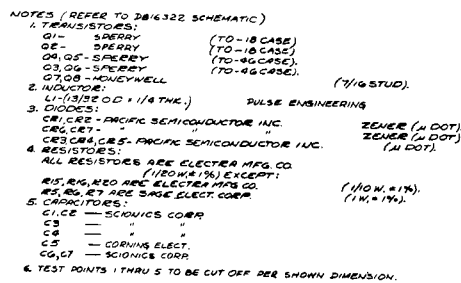 NOTES (REFER TO DB16322 SCHEMATIC)
1. TRANSISTORS:
Q1- SPERRY (TO-18 CASE)
Q2- SPERRY (TO-18 CASE)
Q4, Q5-SPERRY (TO-46 CASE).
Q3, Q6-SPERRY (TO-46 CASE).
Q7, Q8-HONEYWELL (7/16 STUD).
2. INDUCTOR:
L1-(13/32 OD × 1/4 THK.) PULSE ENGINEERING
3. DIODES:
CR1, CR2 - PACIFIC SEMICONDUCTOR INC. ZENER (μ DOT)
CR6, CR7- " " " ZENER (μ DOT)
CR3, CR4, CR5- PACIFIC SEMICONDUCTOR INC. (μ DOT).
4. RESISTORS:
ALL RESISTORS ARE ELECTRA MFG. CO.
(1/20 W, ± 1%) EXCEPT:
R15, R16, R20 ARE ELECTRA MFG CO. (1/10 W, ± 1%).
R5, R6, R7 ARE SAGE ELECT. CORP. (1 W, ± 1%).
5. CAPACITORS:
C1, C2 — SCIONICS CORP.
C3 — " "
C4 — " "
C5 — CORNING ELECT.
C6, C7 — SCIONICS CORP.
6. TEST POINTS 1 THRU 5 TO BE CUT OFF PER SHOWN DIMENSION.